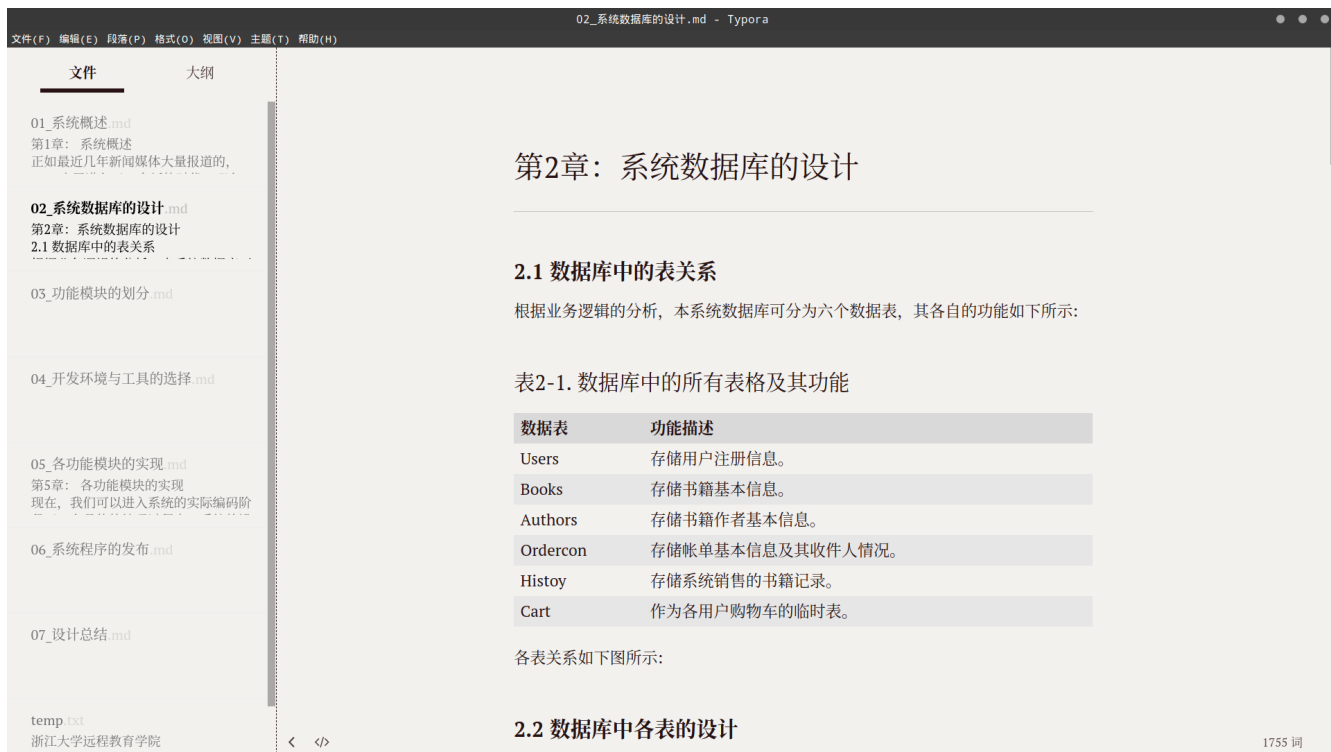 02_系统数据库的设计.md - Typora
文件(F) 编辑(E) 段落(P) 格式(O) 视图(V) 主题(T) 帮助(H)
文件 大纲
01_系统概述.md
第1章： 系统概述
正如最近几年新闻媒体大量报道的，
02_系统数据库的设计.md
第2章：系统数据库的设计
2.1 数据库中的表关系
03_功能模块的划分.md
04_开发环境与工具的选择.md
05_各功能模块的实现.md
第5章： 各功能模块的实现
现在，我们可以进入系统的实际编码阶
06_系统程序的发布.md
07_设计总结.md
temp.txt
浙江大学远程教育学院
第2章：系统数据库的设计
2.1 数据库中的表关系
根据业务逻辑的分析，本系统数据库可分为六个数据表，其各自的功能如下所示:
表2-1. 数据库中的所有表格及其功能
数据表 功能描述
Users 存储用户注册信息。
Books 存储书籍基本信息。
Authors 存储书籍作者基本信息。
Ordercon 存储帐单基本信息及其收件人情况。
Histoy 存储系统销售的书籍记录。
Cart 作为各用户购物车的临时表。
各表关系如下图所示:
2.2 数据库中各表的设计
</> 1755 词